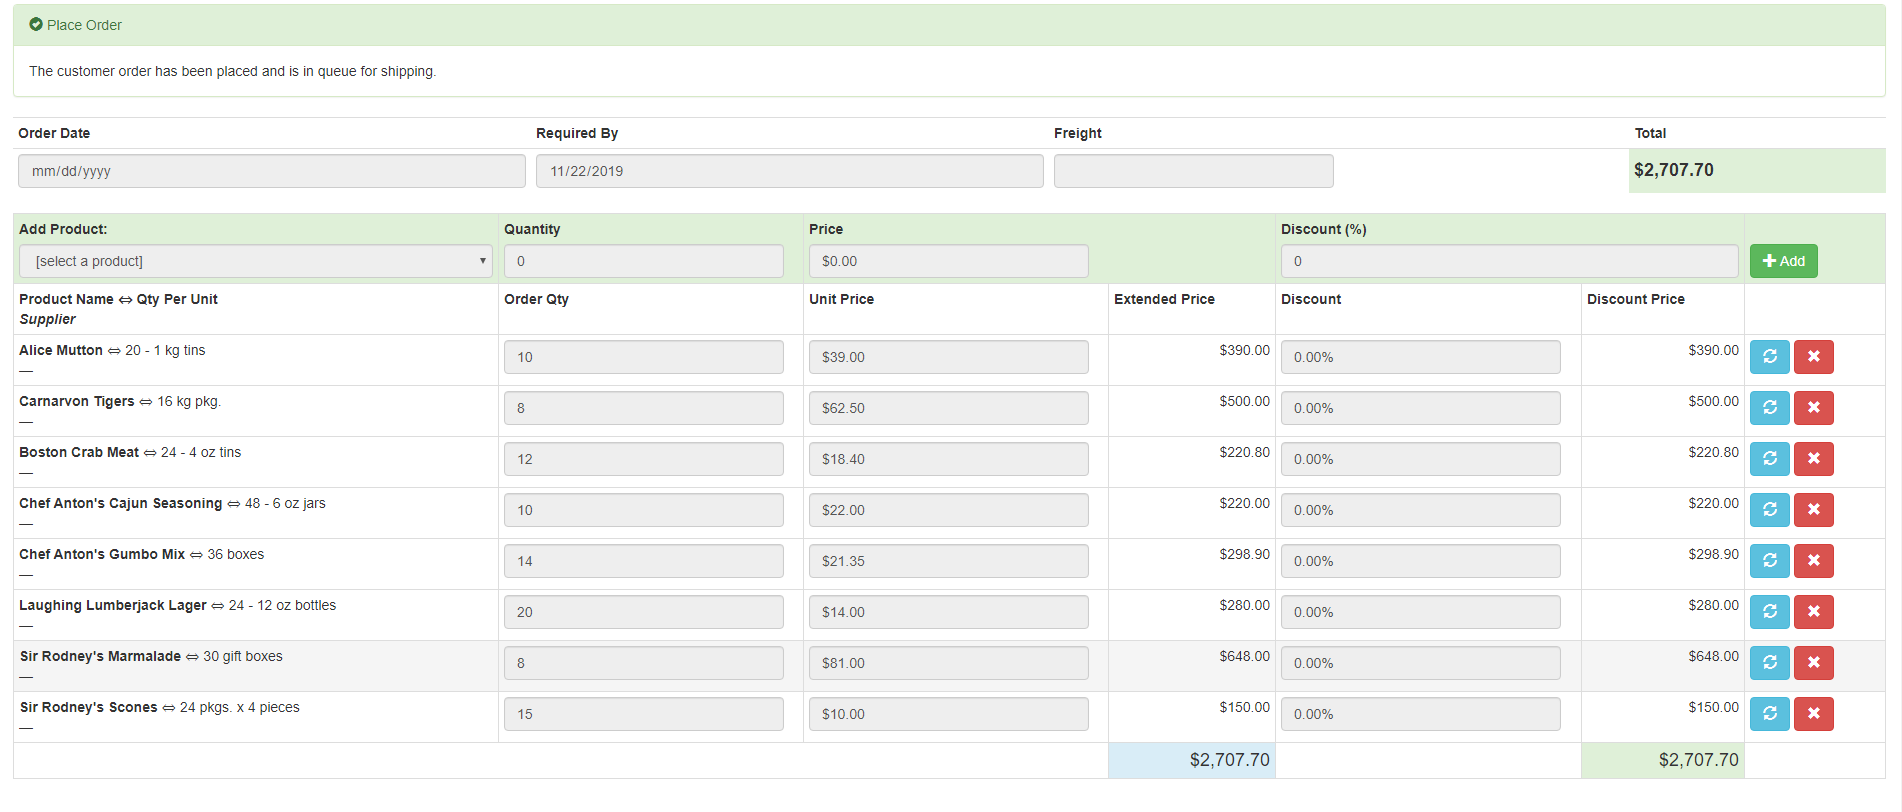 Place Order
The customer order has been placed and is in queue for shipping.
Order Date Required By Freight Total
mm/dd/yyyy 11/22/2019 $2,707.70
Add Product: Quantity Price Discount (%)
[select a product] 0 $0.00 0 Add
Product Name ⇔ Qty Per Unit Order Qty Unit Price Extended Price Discount Discount Price
Supplier
Alice Mutton ⇔ 20 - 1 kg tins 10 $39.00 $390.00 0.00% $390.00
—
Carnarvon Tigers ⇔ 16 kg pkg. 8 $62.50 $500.00 0.00% $500.00
—
Boston Crab Meat ⇔ 24 - 4 oz tins 12 $18.40 $220.80 0.00% $220.80
—
Chef Anton's Cajun Seasoning ⇔ 48 - 6 oz jars 10 $22.00 $220.00 0.00% $220.00
—
Chef Anton's Gumbo Mix ⇔ 36 boxes 14 $21.35 $298.90 0.00% $298.90
—
Laughing Lumberjack Lager ⇔ 24 - 12 oz bottles 20 $14.00 $280.00 0.00% $280.00
—
Sir Rodney's Marmalade ⇔ 30 gift boxes 8 $81.00 $648.00 0.00% $648.00
—
Sir Rodney's Scones ⇔ 24 pkgs. x 4 pieces 15 $10.00 $150.00 0.00% $150.00
—
$2,707.70 $2,707.70